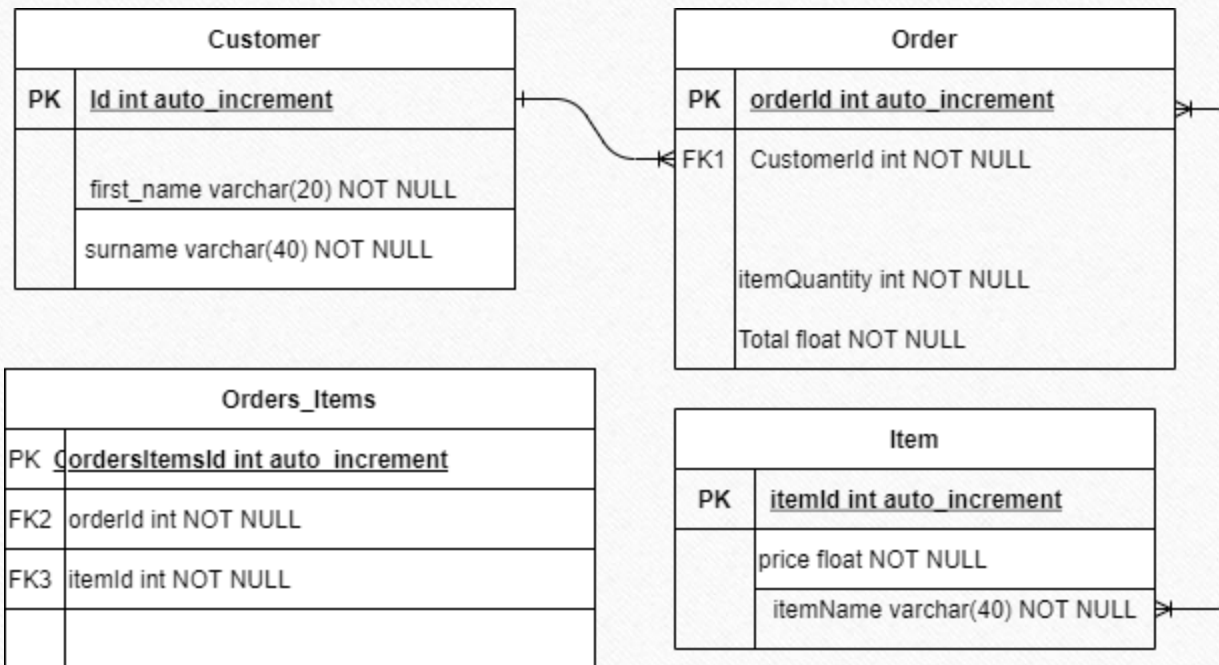 Customer
PK Id int auto_increment
first_name varchar(20) NOT NULL
surname varchar(40) NOT NULL
Order
PK orderId int auto_increment
FK1 CustomerId int NOT NULL
itemQuantity int NOT NULL
Total float NOT NULL
Orders_Items
PK ordersItemsId int auto_increment
FK2 orderId int NOT NULL
FK3 itemId int NOT NULL
Item
PK itemId int auto_increment
price float NOT NULL
itemName varchar(40) NOT NULL